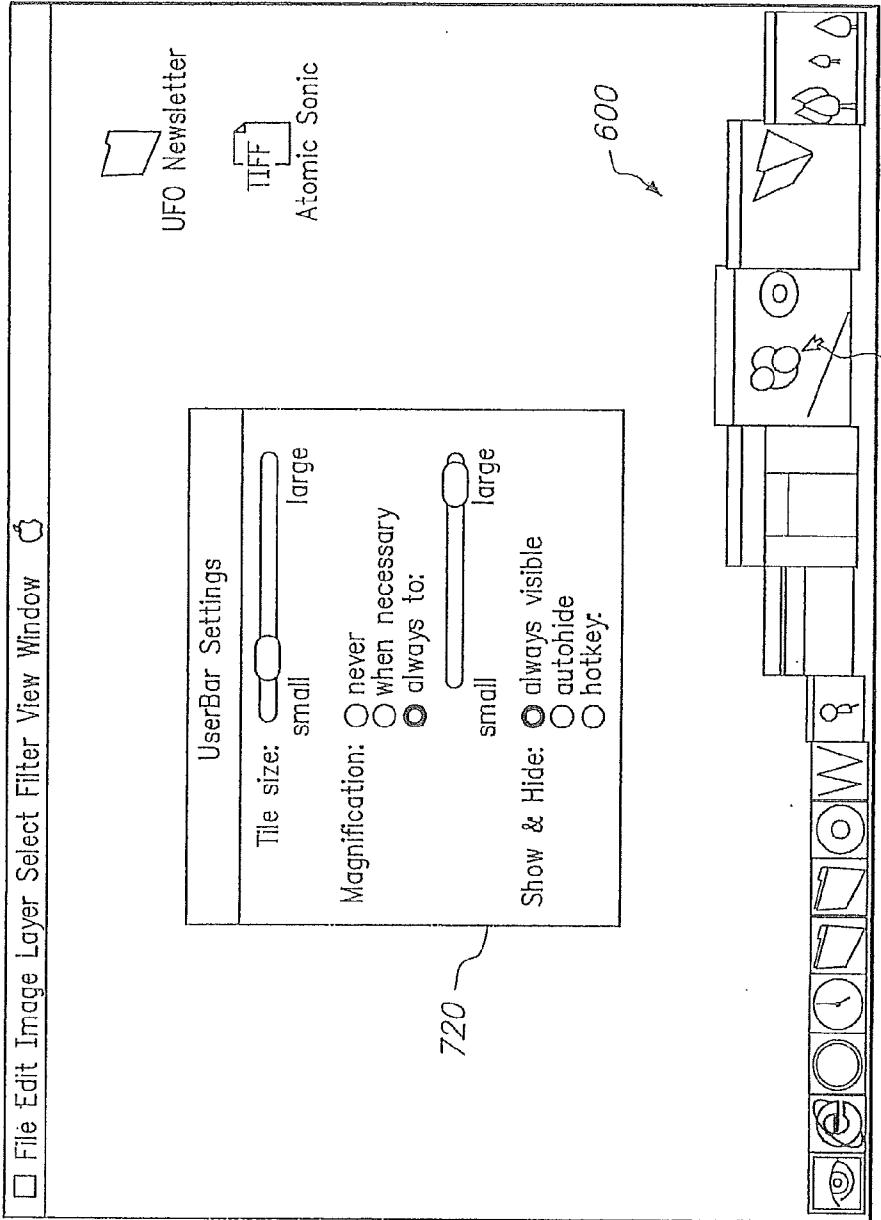 File Edit Image Layer Select Filter View Window
UFO Newsletter
TIFF
Atomic Sonic
UserBar Settings
Tile size:
small large
Magnification: never
when necessary
always to:
small large
Show & Hide: always visible
autohide
hotkey:
720
600
W
e